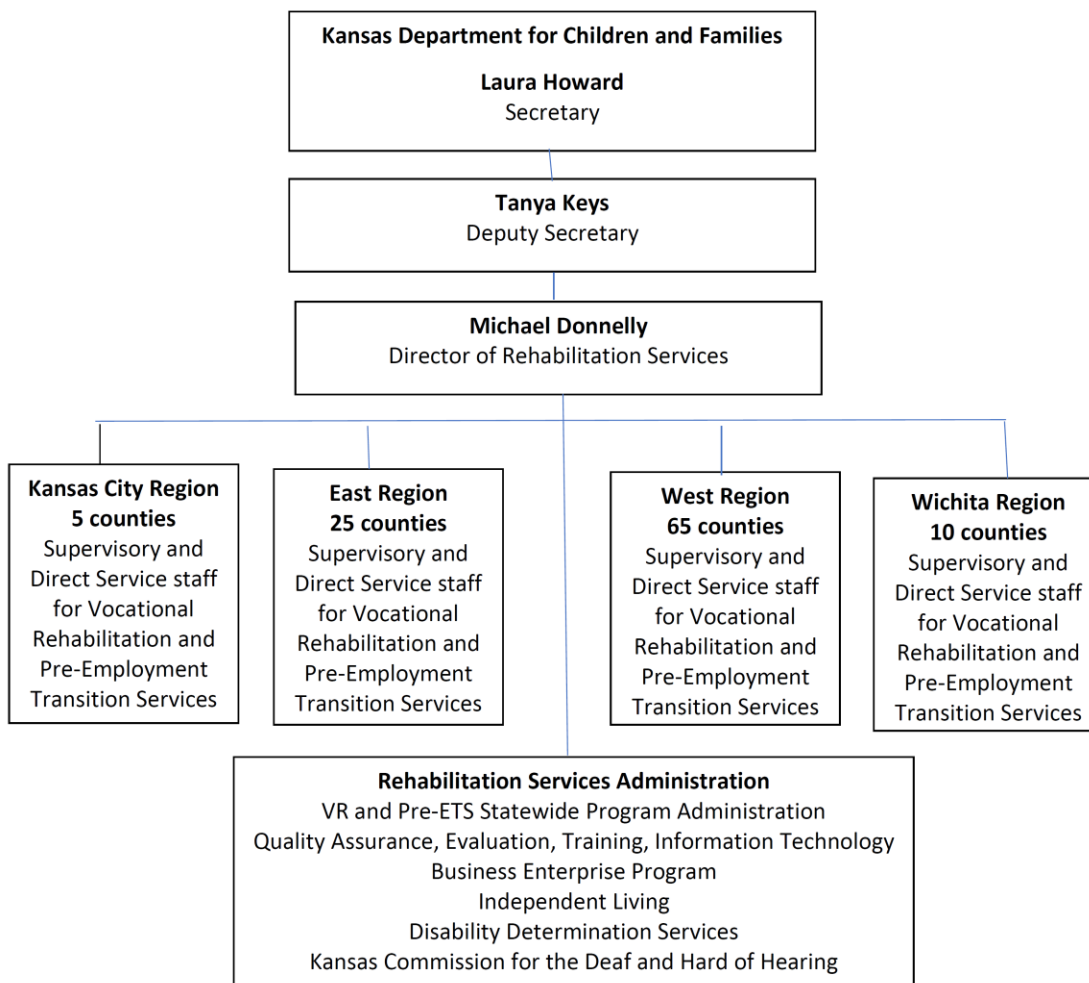 Kansas Department for Children and Families
Laura Howard
Secretary
Tanya Keys
Deputy Secretary
Michael Donnelly
Director of Rehabilitation Services
Kansas City Region
5 counties
Supervisory and
Direct Service staff
for Vocational
Rehabilitation and
Pre-Employment
Transition Services
East Region
25 counties
Supervisory and
Direct Service staff
for Vocational
Rehabilitation and
Pre-Employment
Transition Services
West Region
65 counties
Supervisory and
Direct Service staff
for Vocational
Rehabilitation and
Pre-Employment
Transition Services
Wichita Region
10 counties
Supervisory and
Direct Service staff
for Vocational
Rehabilitation and
Pre-Employment
Transition Services
Rehabilitation Services Administration
VR and Pre-ETS Statewide Program Administration
Quality Assurance, Evaluation, Training, Information Technology
Business Enterprise Program
Independent Living
Disability Determination Services
Kansas Commission for the Deaf and Hard of Hearing